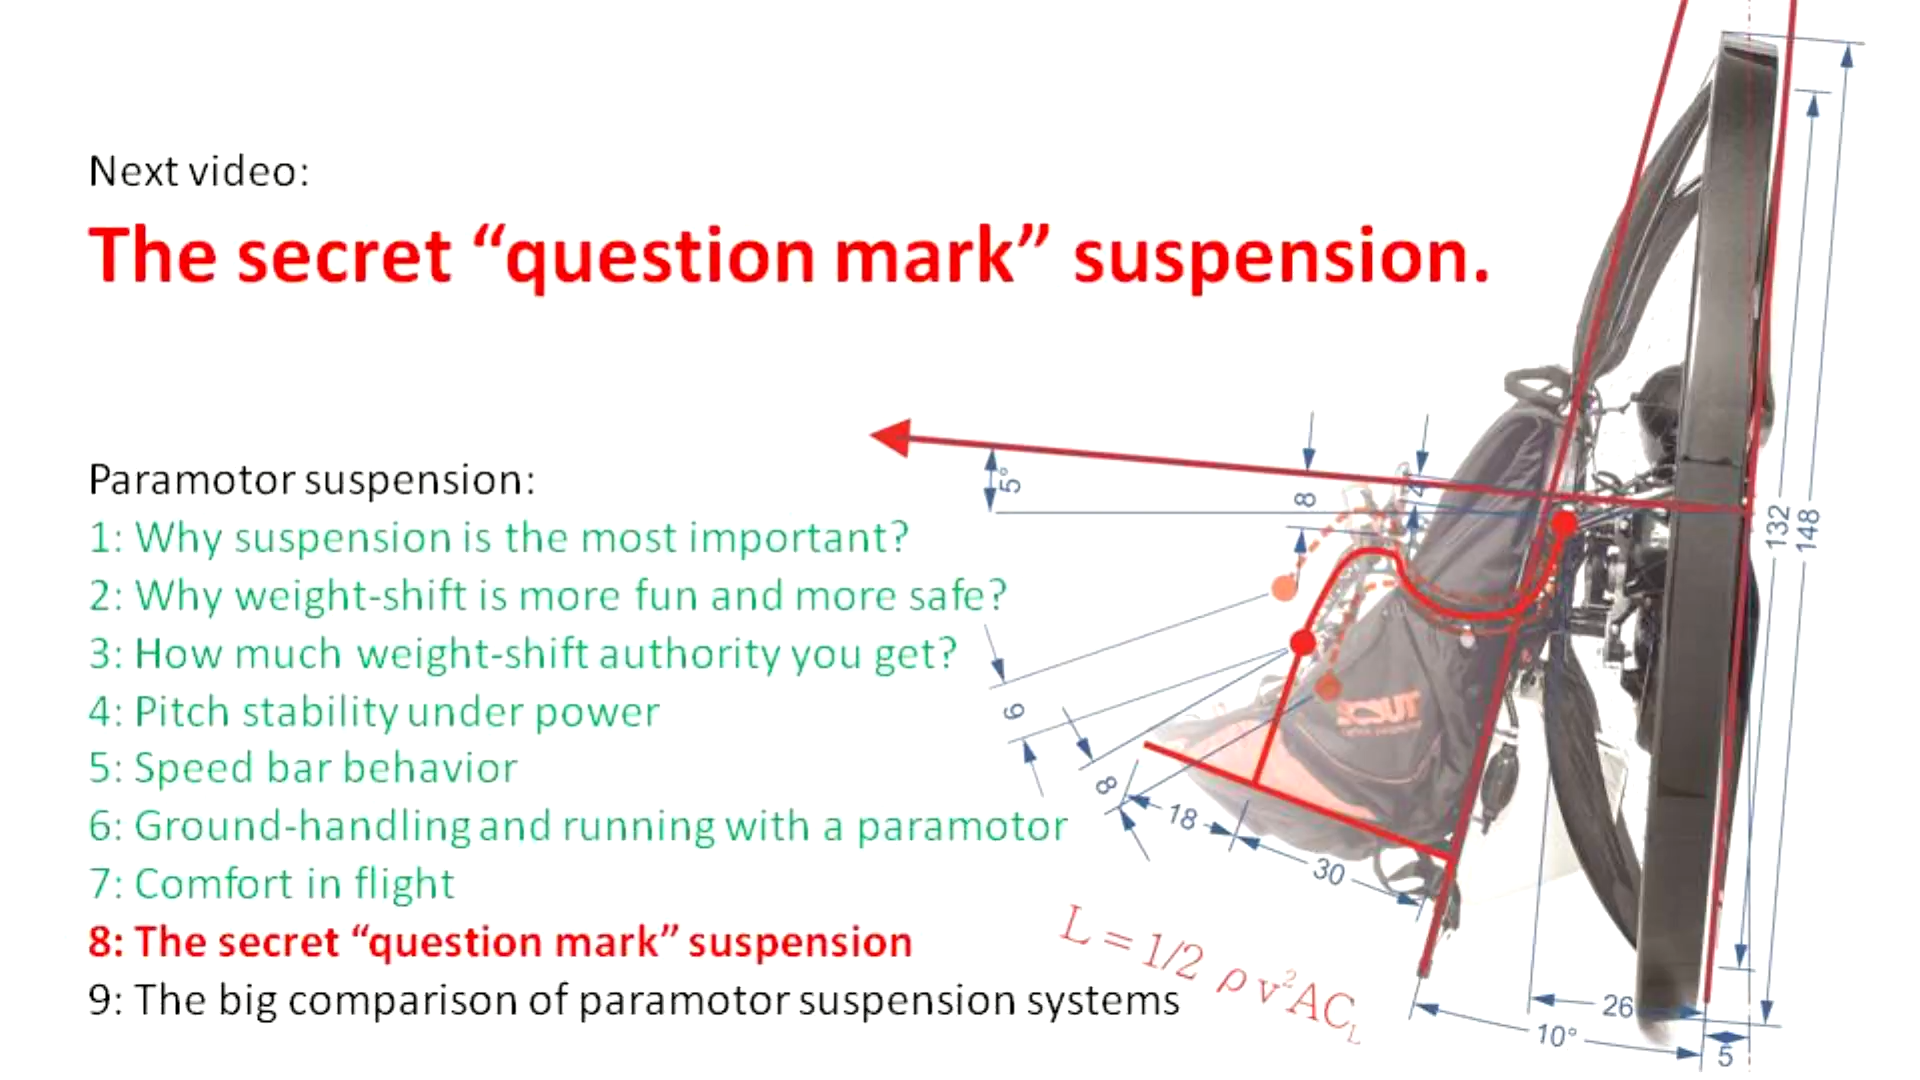 Next video:
The secret “question mark” suspension.
Paramotor suspension:
1: Why suspension is the most important?
2: Why weight-shift is more fun and more safe?
3: How much weight-shift authority you get?
4: Pitch stability under power
5: Speed bar behavior
6: Ground-handling and running with a paramotor
7: Comfort in flight
8: The secret “question mark” suspension
9: The big comparison of paramotor suspension systems
5°
8
4
132
148
6
8
18
30
SCOUT
L = 1/2 ρ v²AC_L
26
10°
5